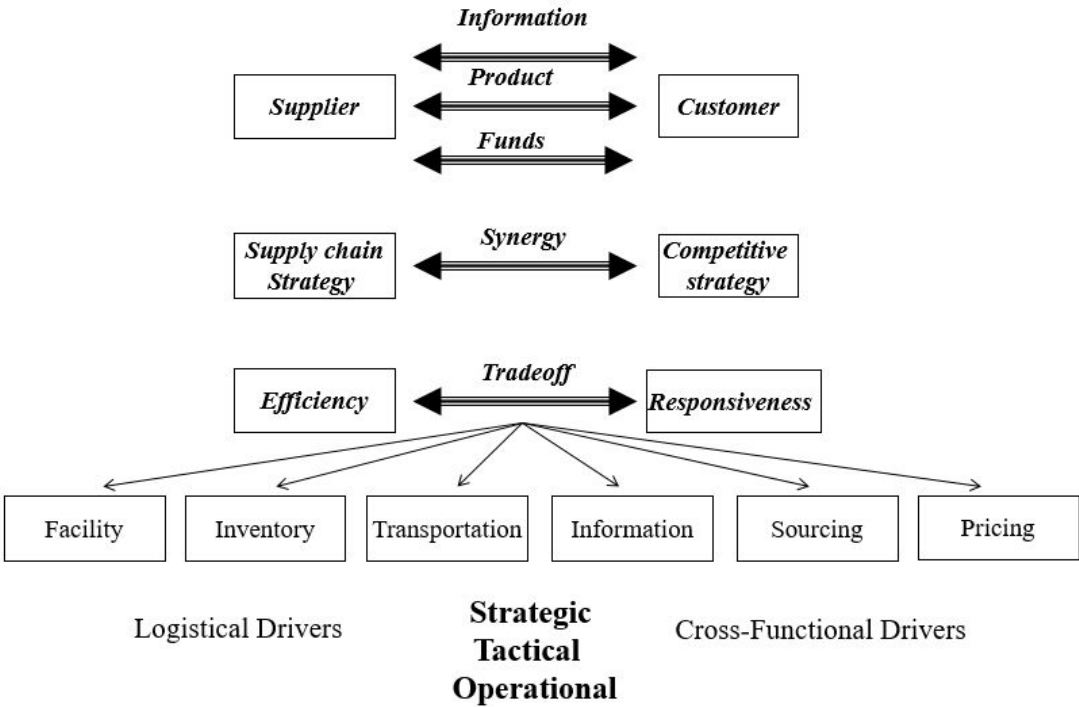 Information
Product
Supplier
Customer
Funds
Supply chain
Strategy
Synergy
Competitive
strategy
Tradeoff
Efficiency
Responsiveness
Facility
Inventory
Transportation
Information
Sourcing
Pricing
Logistical Drivers
Strategic
Tactical
Operational
Cross-Functional Drivers